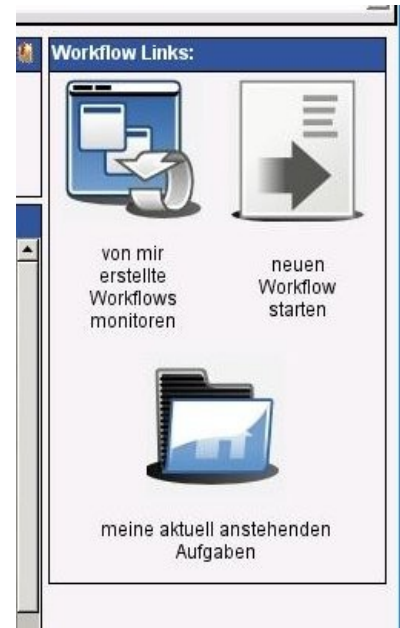 Workflow Links:
von mir
erstellte
Workflows
monitoren
neuen
Workflow
starten
meine aktuell anstehenden
Aufgaben